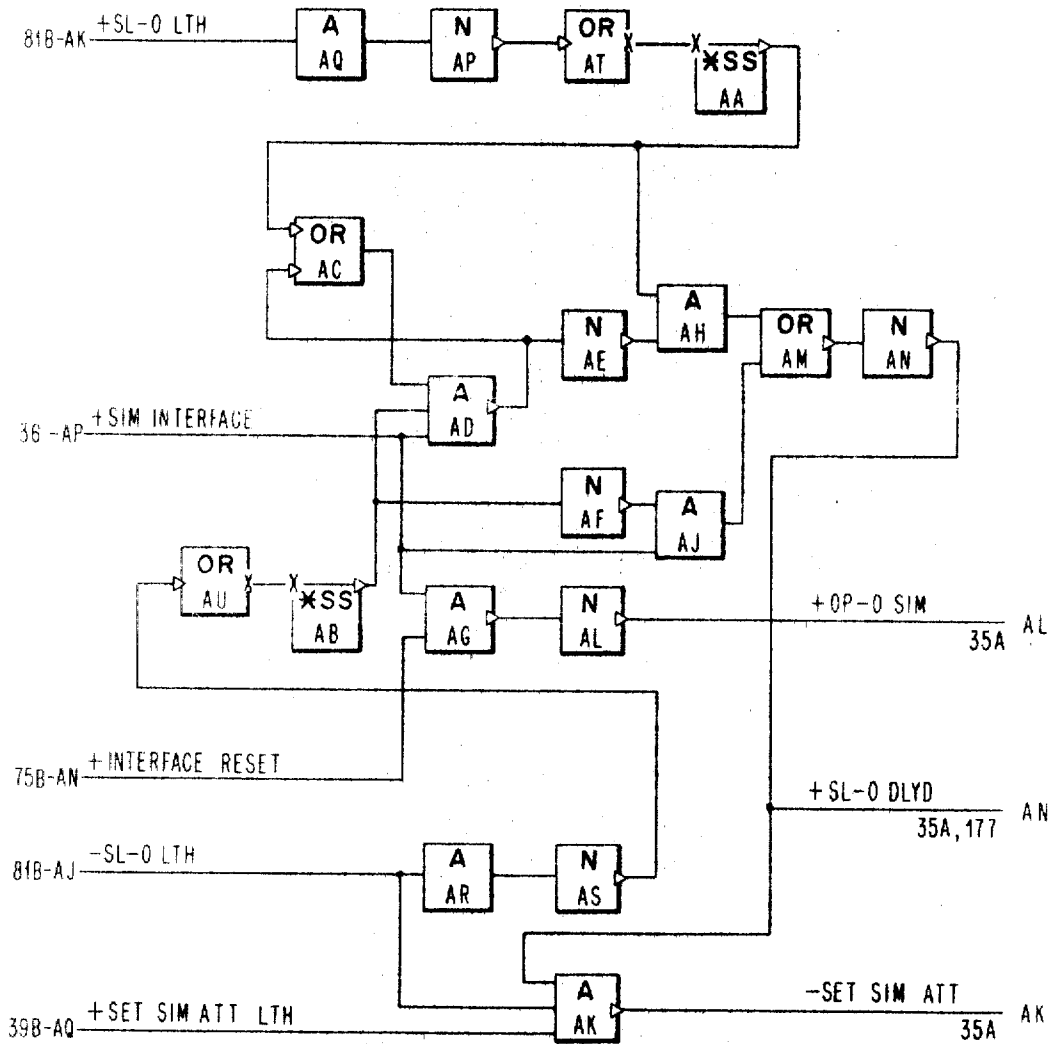 81B-AK +SL-0 LTH
A AQ
N AP
OR AT
X X
*SS AA
OR AC
N AE
A AH
OR AM
N AN
A AD
36 -AP +SIM INTERFACE
N AF
A AJ
OR AU
X X
*SS AB
A AG
N AL
+OP-0 SIM
35A
AL
75B-AN +INTERFACE RESET
+SL-0 DLYD
35A, 177
AN
81B-AJ -SL-0 LTH
A AR
N AS
39B-AQ +SET SIM ATT LTH
A AK
-SET SIM ATT
35A
AK